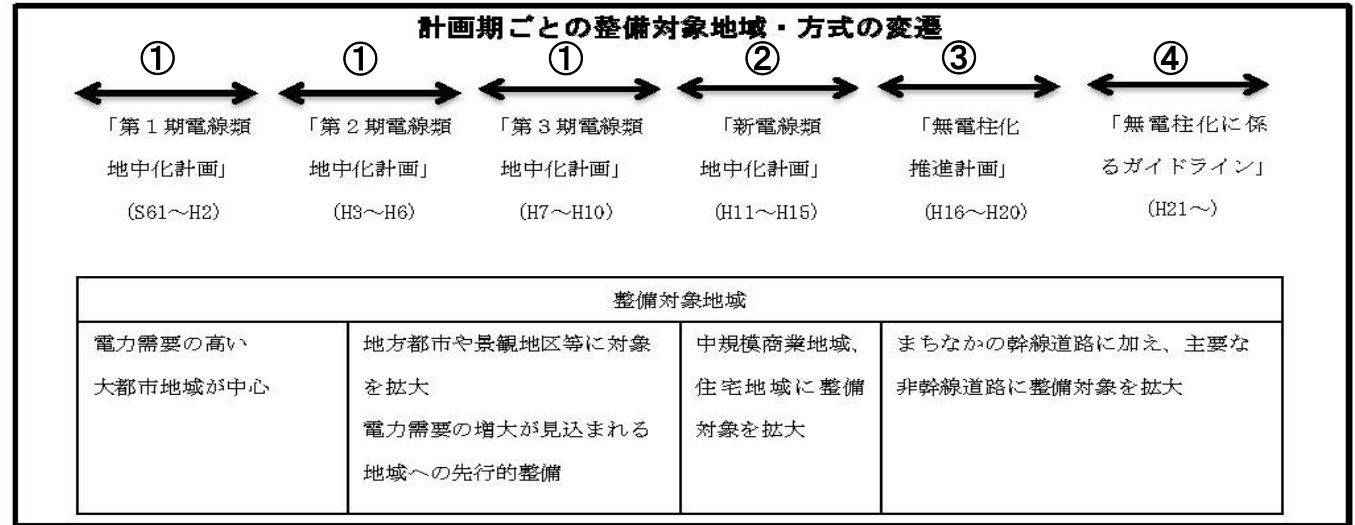 計画期ごとの整備対象地域・方式の変遷
① ① ① ② ③ ④
「第１期電線類
地中化計画」
(S61～H2)
「第２期電線類
地中化計画」
(H3～H6)
「第３期電線類
地中化計画」
(H7～H10)
「新電線類
地中化計画」
(H11～H15)
「無電柱化
推進計画」
(H16～H20)
「無電柱化に係
るガイドライン」
(H21～)
整備対象地域
電力需要の高い
大都市地域が中心
地方都市や景観地区等に対象
を拡大
電力需要の増大が見込まれる
地域への先行的整備
中規模商業地域、
住宅地域に整備
対象を拡大
まちなかの幹線道路に加え、主要な
非幹線道路に整備対象を拡大